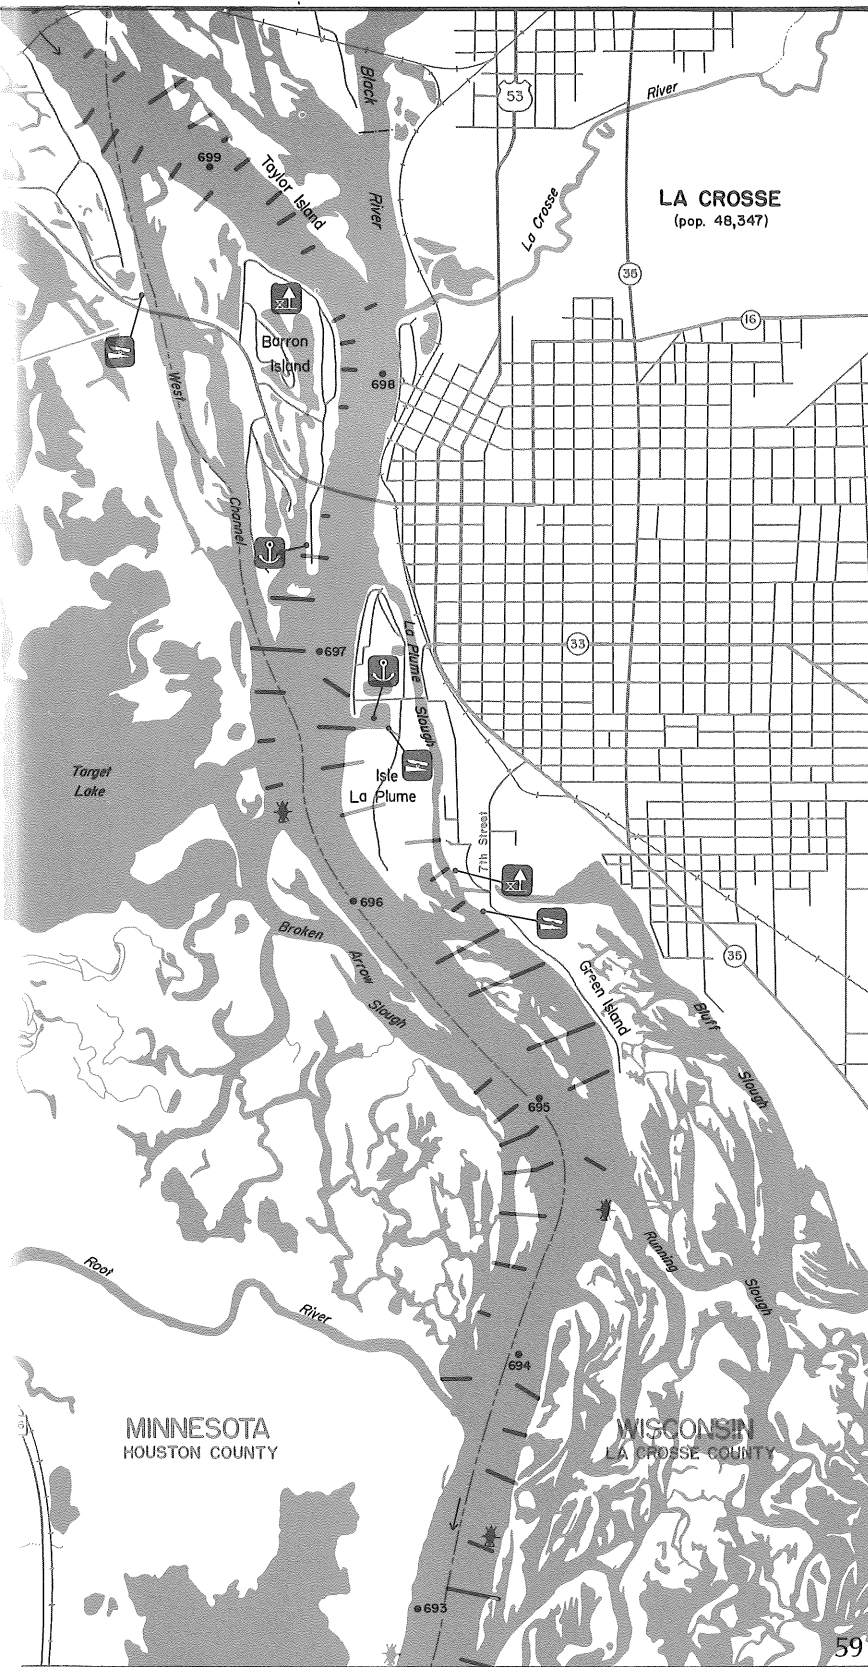 Black
River
53
River
699
Taylor Island
La Crosse
LA CROSSE
(pop. 48,347)
35
16
Barron
Island
698
West
Channel
33
697
La Plume
Slough
Target
Lake
Isle
La Plume
7th Street
696
Broken
Arrow
Slough
35
Green Island
Bluff
Slough
695
Running
Slough
Root
River
694
MINNESOTA
HOUSTON COUNTY
WISCONSIN
LA CROSSE COUNTY
693
59